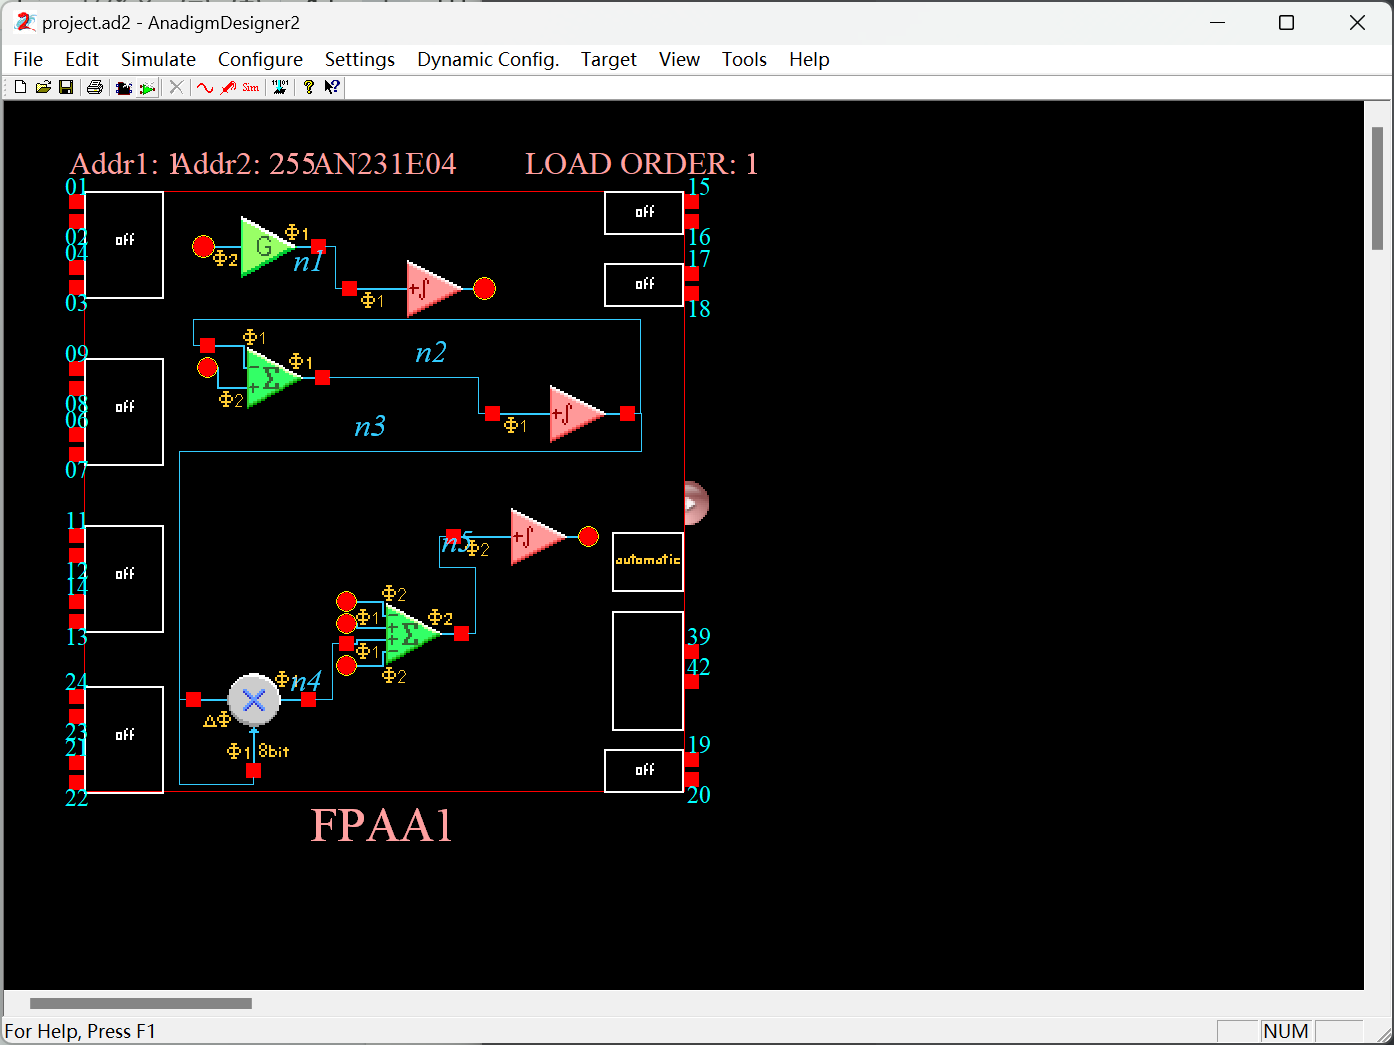 project.ad2 - AnadigmDesigner2
File Edit Simulate Configure Settings Dynamic Config. Target View Tools Help
Sim
Addr1: 1 Addr2: 255 AN231E04 LOAD ORDER: 1
01
15
off
off
Φ1
G
02
16
04
Φ2
n1
17
off
+∫
03
Φ1
18
09
Φ1
n2
Φ1
Σ
08
off
Φ2
06
+∫
n3
Φ1
07
11
n5
Φ2
+∫
automatic
12
off
14
Φ2
Φ1
Φ2
Σ
13
39
Φ1
42
24
Φ1
n4
Φ2
ΔΦ
23
off
21
Φ1
8bit
19
off
22
20
FPAA1
For Help, Press F1
NUM